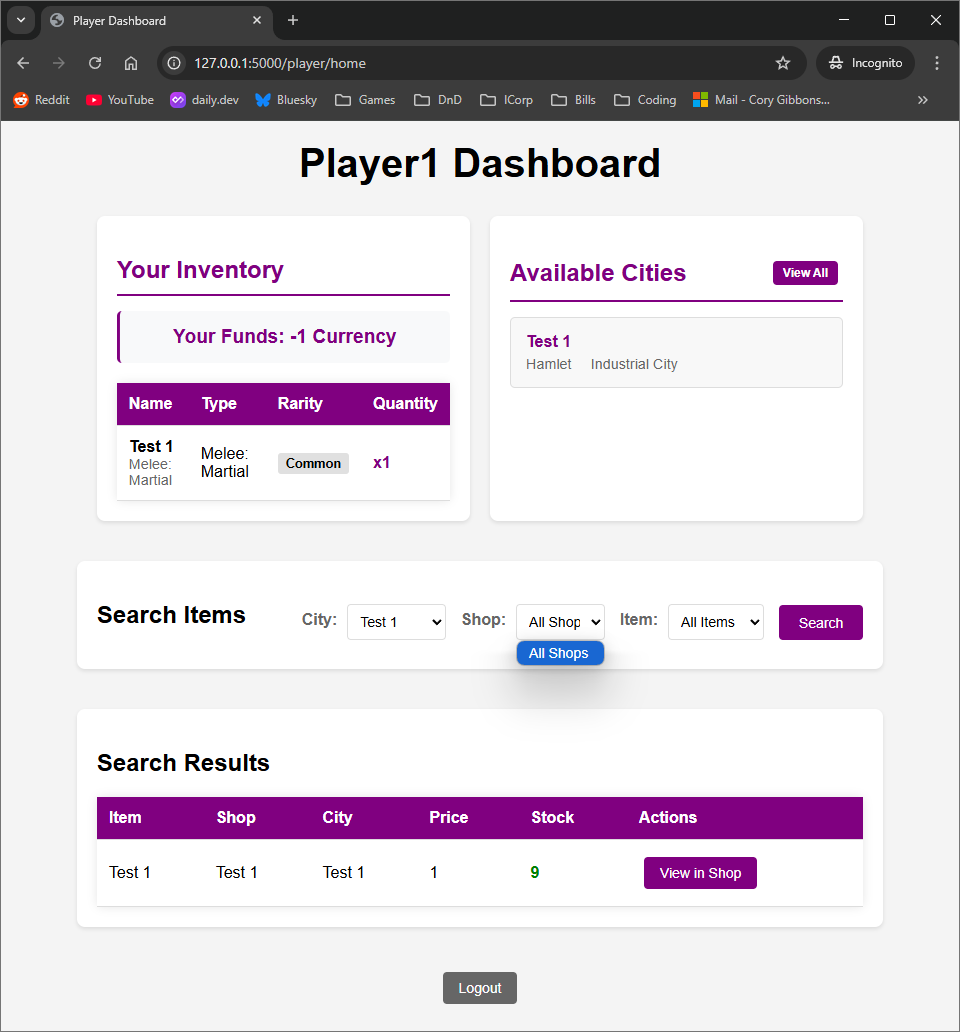 Player Dashboard
127.0.0.1:5000/player/home
Incognito
Reddit YouTube daily.dev Bluesky Games DnD ICorp Bills Coding Mail - Cory Gibbons...
Player1 Dashboard
Your Inventory
Your Funds: -1 Currency
Name Type Rarity Quantity
Test 1
Melee:
Martial
Melee:
Martial
Common
x1
Available Cities
View All
Test 1
Hamlet Industrial City
Search Items
City: Test 1 Shop: All Shop Item: All Items Search
All Shops
Search Results
Item Shop City Price Stock Actions
Test 1 Test 1 Test 1 1 9 View in Shop
Logout